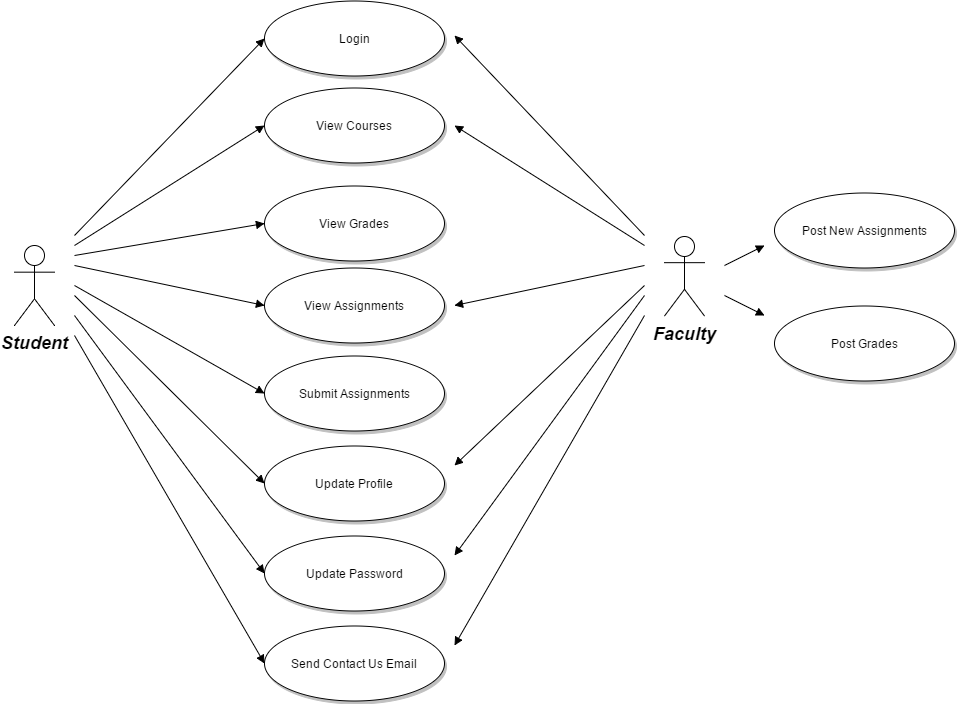 Login
View Courses
View Grades
View Assignments
Submit Assignments
Update Profile
Update Password
Send Contact Us Email
Student
Faculty
Post New Assignments
Post Grades